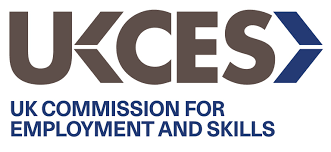 UKCES
UK COMMISSION FOR
EMPLOYMENT AND SKILLS